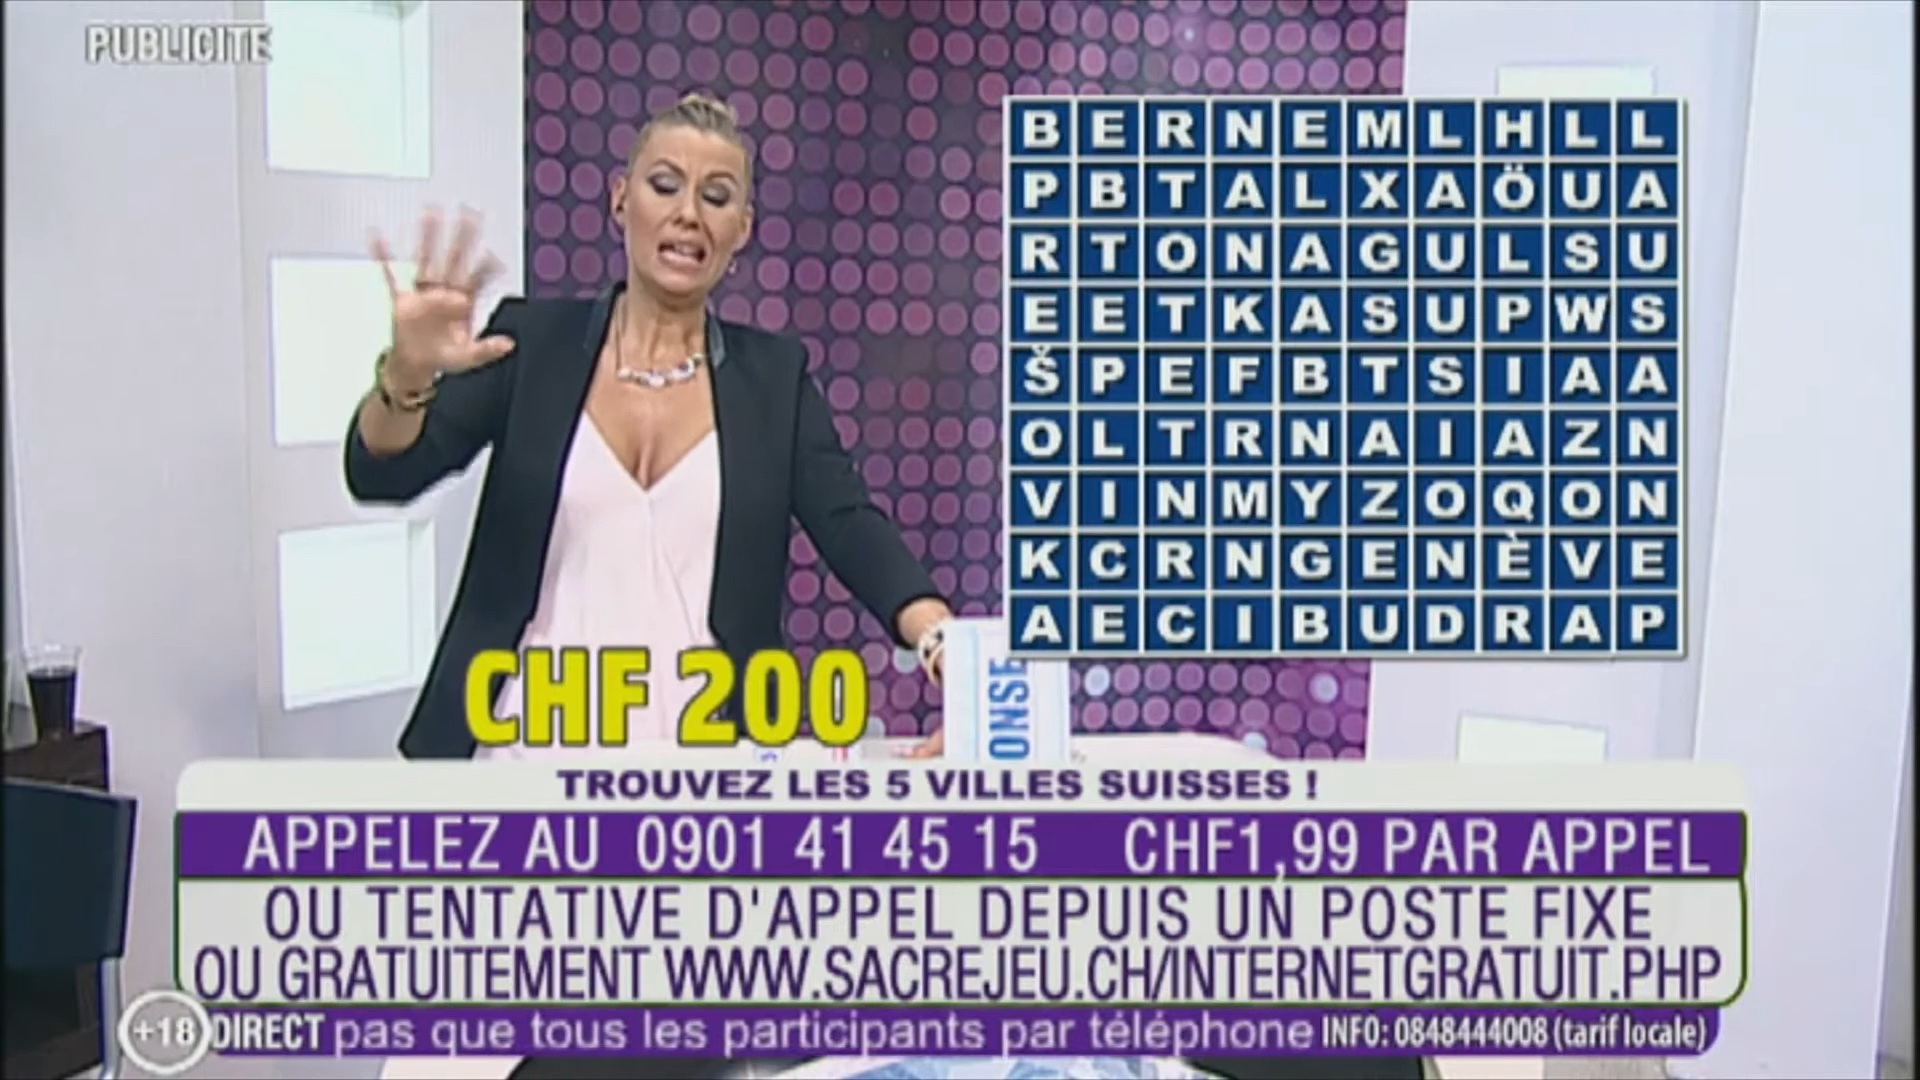 PUBLICITE
B E R N E M L H L L
P B T A L X A Ö U A
R T O N A G U L S U
E E T K A S U P W S
Š P E F B T S I A A
O L T R N A I A Z N
V I N M Y Z O Q O N
K C R N G E N È V E
A E C I B U D R A P
CHF 200
ONSE
TROUVEZ LES 5 VILLES SUISSES !
APPELEZ AU 0901 41 45 15 CHF1,99 PAR APPEL
OU TENTATIVE D'APPEL DEPUIS UN POSTE FIXE
OU GRATUITEMENT WWW.SACREJEU.CH/INTERNETGRATUIT.PHP
+18 DIRECT pas que tous les participants par téléphone INFO: 0848444008 (tarif locale)